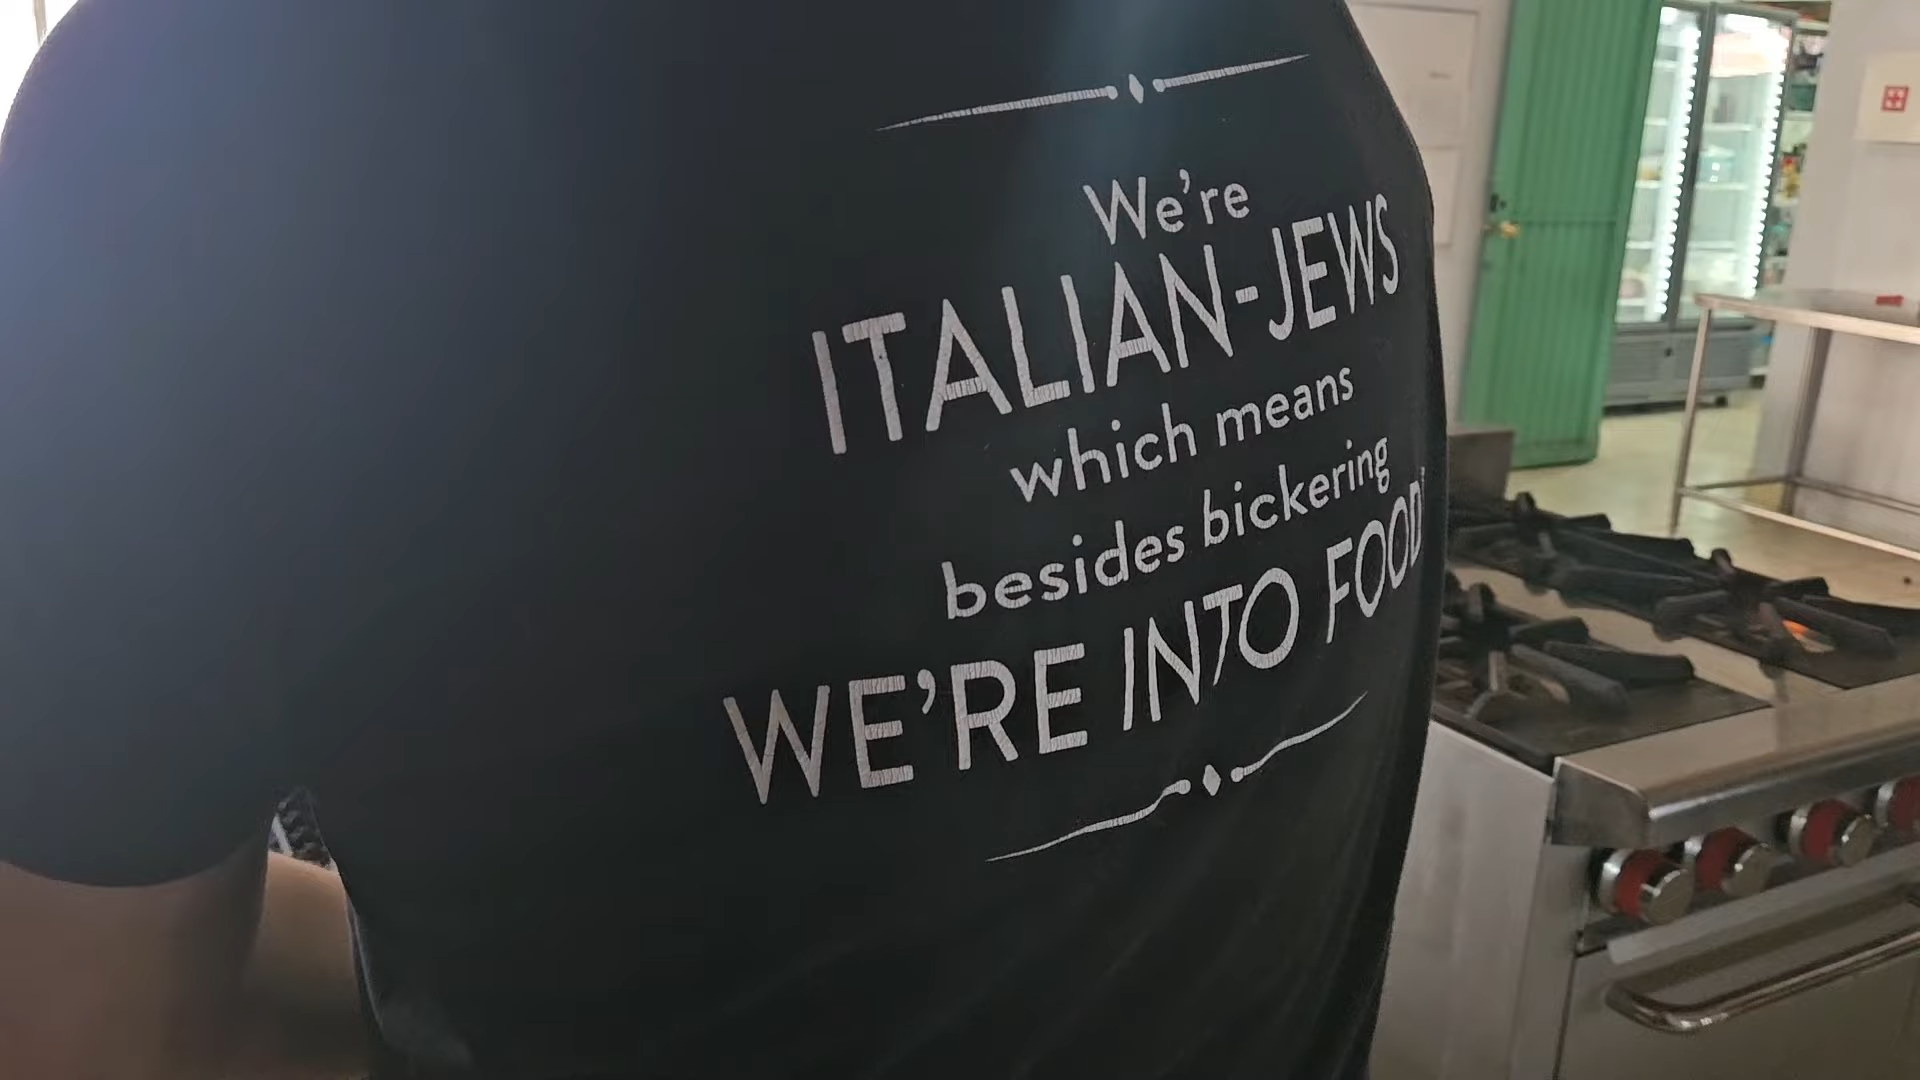 We're
ITALIAN-JEWS
which means
besides bickering
WE'RE INTO FOOD